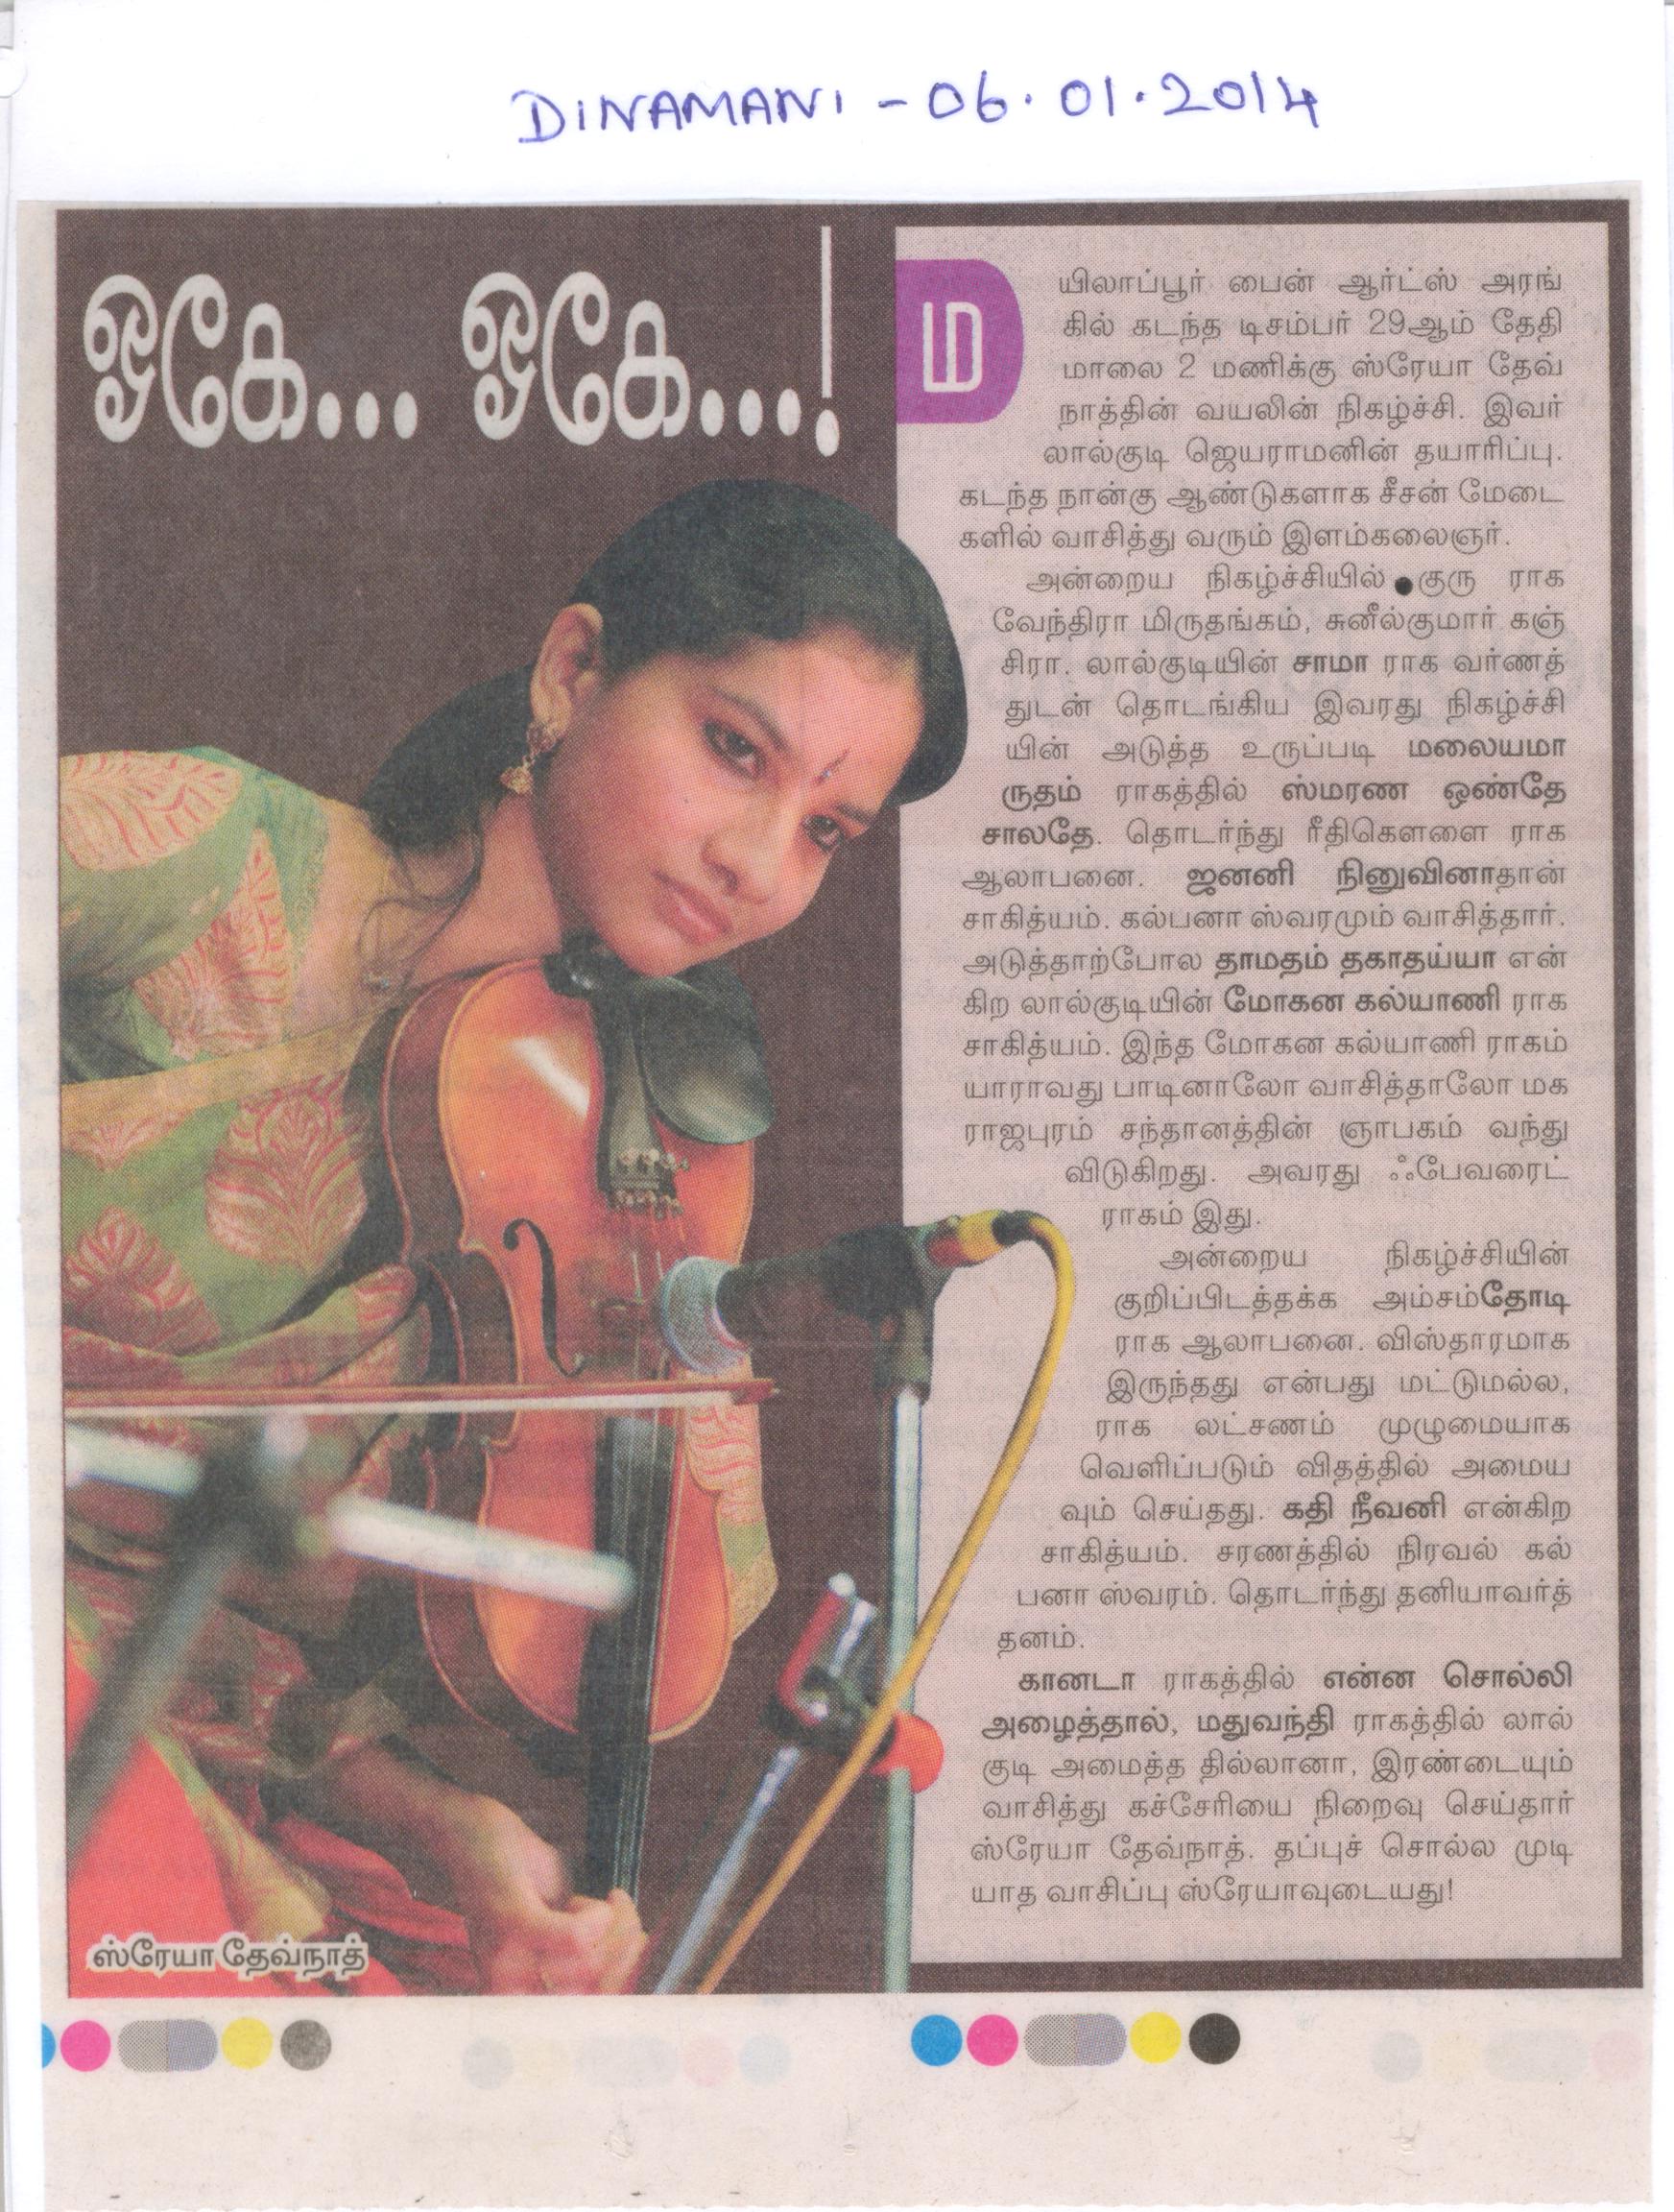 DINAMANI - 06.01.2014
ஓகே... ஓகே...!
ம
யிலாப்பூர் பைன் ஆர்ட்ஸ் அரங்
கில் கடந்த டிசம்பர் 29ஆம் தேதி
மாலை 2 மணிக்கு ஸ்ரேயா தேவ்
நாத்தின் வயலின் நிகழ்ச்சி. இவர்
லால்குடி ஜெயராமனின் தயாரிப்பு.
கடந்த நான்கு ஆண்டுகளாக சீசன் மேடை
களில் வாசித்து வரும் இளம்கலைஞர்.
அன்றைய நிகழ்ச்சியில் குரு ராக
வேந்திரா மிருதங்கம், சுனீல்குமார் கஞ்
சிரா. லால்குடியின் சாமா ராக வர்ணத்
துடன் தொடங்கிய இவரது நிகழ்ச்சி
யின் அடுத்த உருப்படி மலையமா
ருதம் ராகத்தில் ஸ்மரண ஒண்தே
சாலதே. தொடர்ந்து ரீதிகௌளை ராக
ஆலாபனை. ஜனனி நினுவினாதான்
சாகித்யம். கல்பனா ஸ்வரமும் வாசித்தார்.
அடுத்தாற்போல தாமதம் தகாதய்யா என்
கிற லால்குடியின் மோகன கல்யாணி ராக
சாகித்யம். இந்த மோகன கல்யாணி ராகம்
யாராவது பாடினாலோ வாசித்தாலோ மக
ராஜபுரம் சந்தானத்தின் ஞாபகம் வந்து
விடுகிறது. அவரது ஃபேவரைட்
ராகம் இது.
அன்றைய நிகழ்ச்சியின்
குறிப்பிடத்தக்க அம்சம்தோடி
ராக ஆலாபனை. விஸ்தாரமாக
இருந்தது என்பது மட்டுமல்ல,
ராக லட்சணம் முழுமையாக
வெளிப்படும் விதத்தில் அமைய
வும் செய்தது. கதி நீவனி என்கிற
சாகித்யம். சரணத்தில் நிரவல் கல்
பனா ஸ்வரம். தொடர்ந்து தனியாவர்த்
தனம்.
கானடா ராகத்தில் என்ன சொல்லி
அழைத்தால், மதுவந்தி ராகத்தில் லால்
குடி அமைத்த தில்லானா, இரண்டையும்
வாசித்து கச்சேரியை நிறைவு செய்தார்
ஸ்ரேயா தேவ்நாத். தப்புச் சொல்ல முடி
யாத வாசிப்பு ஸ்ரேயாவுடையது!
ஸ்ரேயா தேவ்நாத்